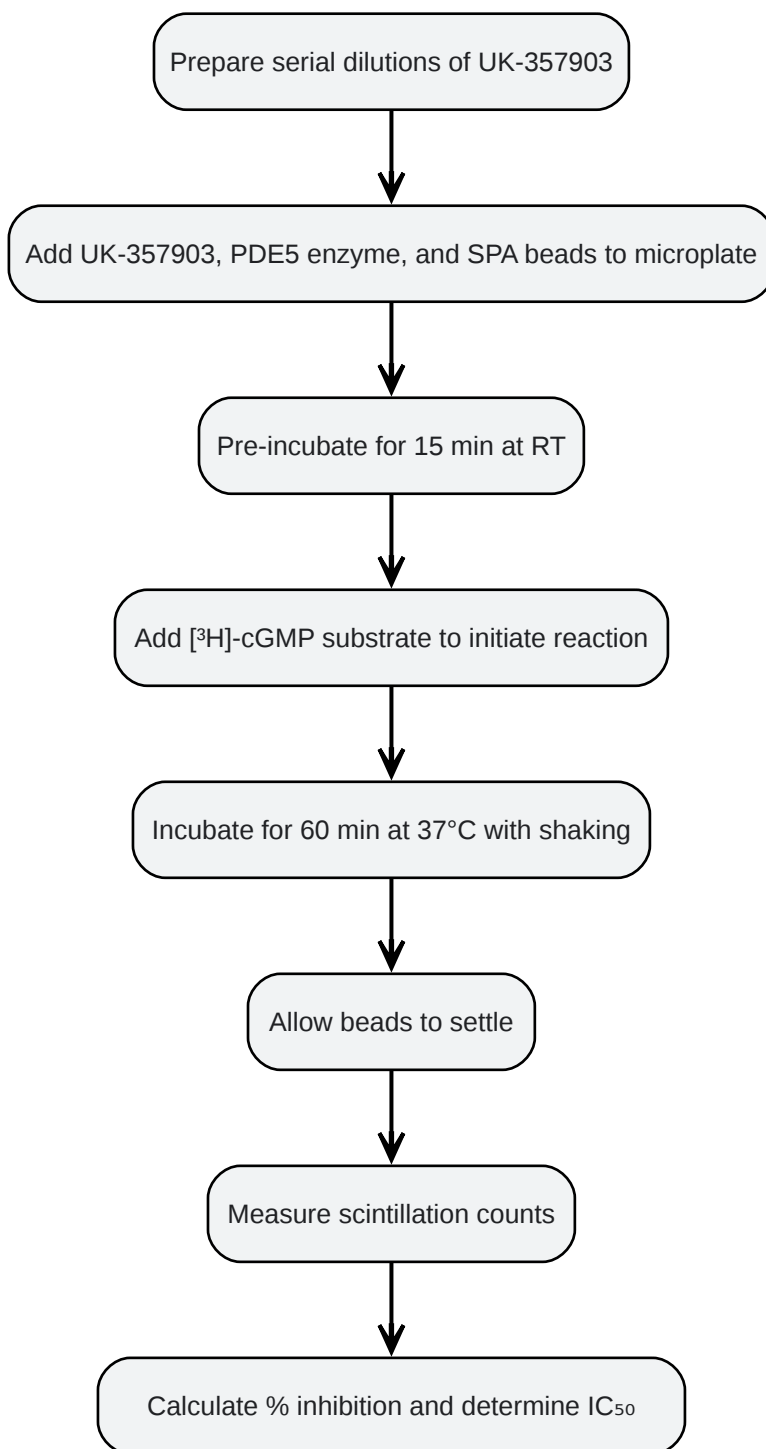 Prepare serial dilutions of UK-357903
Add UK-357903, PDE5 enzyme, and SPA beads to microplate
Pre-incubate for 15 min at RT
Add [³H]-cGMP substrate to initiate reaction
Incubate for 60 min at 37°C with shaking
Allow beads to settle
Measure scintillation counts
Calculate % inhibition and determine IC₅₀